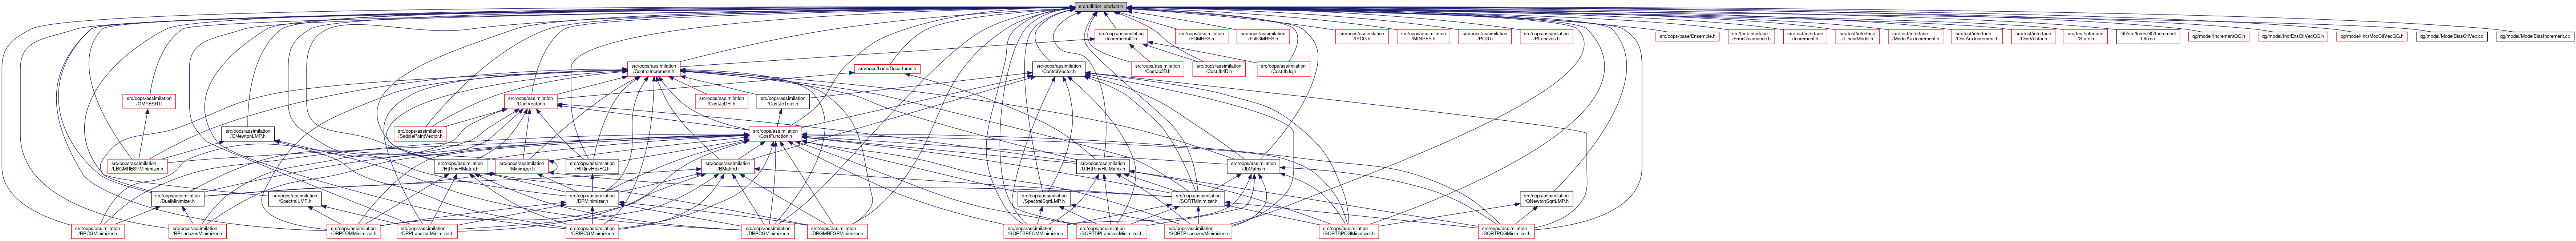 src/util/dot_product.h
src/oops/assimilation
/Increment4D.h
src/oops/assimilation
/FGMRES.h
src/oops/assimilation
/FullGMRES.h
src/oops/assimilation
/IPCG.h
src/oops/assimilation
/MINRES.h
src/oops/assimilation
/PCG.h
src/oops/assimilation
/PLanczos.h
src/oops/base/Ensemble.h
src/test/interface
/ErrorCovariance.h
src/test/interface
/Increment.h
src/test/interface
/LinearModel.h
src/test/interface
/ModelAuxIncrement.h
src/test/interface
/ObsAuxIncrement.h
src/test/interface
/ObsVector.h
src/test/interface
/State.h
l95/src/lorenz95/Increment
L95.cc
qg/model/IncrementQG.h
qg/model/IncrEnsCtlVecQG.h
qg/model/IncrModCtlVecQG.h
qg/model/ModelBiasCtlVec.cc
qg/model/ModelBiasIncrement.cc
src/oops/assimilation
/ControlIncrement.h
src/oops/base/Departures.h
src/oops/assimilation
/ControlVector.h
src/oops/assimilation
/CostJb3D.h
src/oops/assimilation
/CostJb4D.h
src/oops/assimilation
/CostJbJq.h
src/oops/assimilation
/GMRESR.h
src/oops/assimilation
/DualVector.h
src/oops/assimilation
/CostJcDFI.h
src/oops/assimilation
/CostJbTotal.h
src/oops/assimilation
/QNewtonLMP.h
src/oops/assimilation
/SaddlePointVector.h
src/oops/assimilation
/CostFunction.h
src/oops/assimilation
/LBGMRESRMinimizer.h
src/oops/assimilation
/HtRinvHMatrix.h
src/oops/assimilation
/Minimizer.h
src/oops/assimilation
/HtRinvHdxFG.h
src/oops/assimilation
/BMatrix.h
src/oops/assimilation
/UtHtRinvHUMatrix.h
src/oops/assimilation
/JbMatrix.h
src/oops/assimilation
/DualMinimizer.h
src/oops/assimilation
/SpectralLMP.h
src/oops/assimilation
/DRMinimizer.h
src/oops/assimilation
/SpectralSqrtLMP.h
src/oops/assimilation
/SQRTMinimizer.h
src/oops/assimilation
/QNewtonSqrtLMP.h
src/oops/assimilation
/RPCGMinimizer.h
src/oops/assimilation
/RPLanczosMinimizer.h
src/oops/assimilation
/DRPFOMMinimizer.h
src/oops/assimilation
/DRPLanczosMinimizer.h
src/oops/assimilation
/DRIPCGMinimizer.h
src/oops/assimilation
/DRPCGMinimizer.h
src/oops/assimilation
/DRGMRESRMinimizer.h
src/oops/assimilation
/SQRTBPFOMMinimizer.h
src/oops/assimilation
/SQRTBPLanczosMinimizer.h
src/oops/assimilation
/SQRTPLanczosMinimizer.h
src/oops/assimilation
/SQRTBPCGMinimizer.h
src/oops/assimilation
/SQRTPCGMinimizer.h